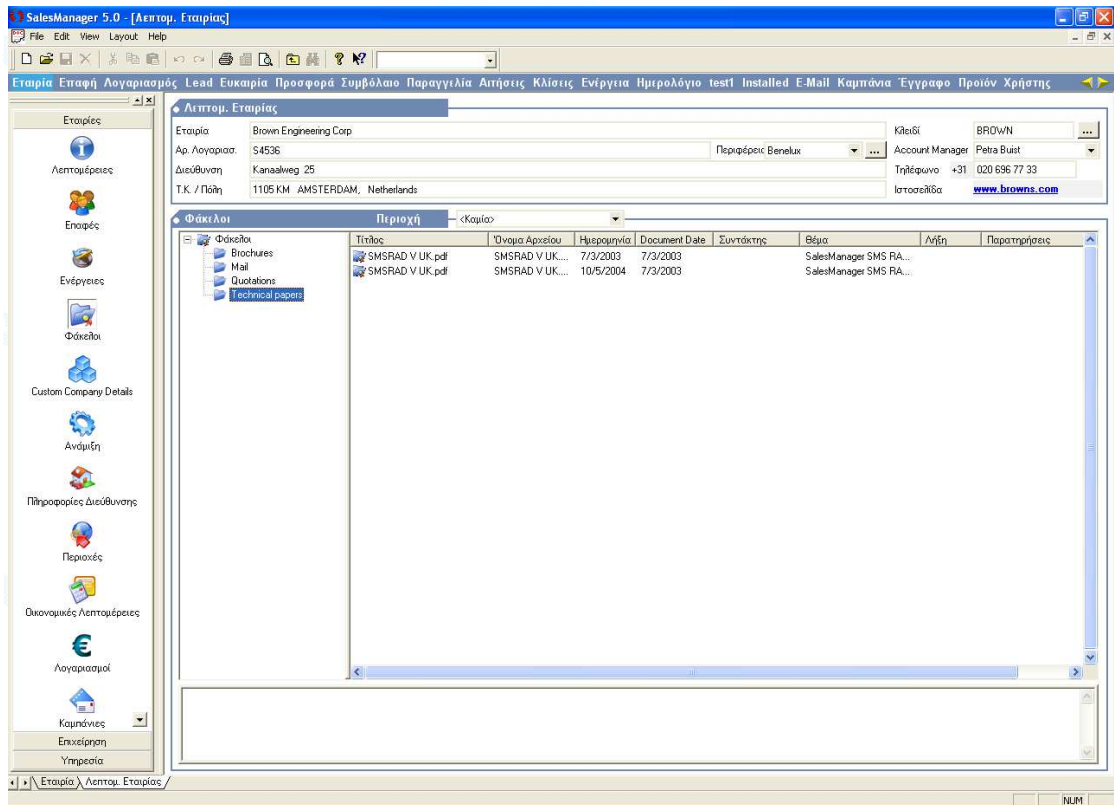 SalesManager 5.0 - [Λεπτομ. Εταιρίας]
File Edit View Layout Help
Εταιρία Επαφή Λογαριασμός Lead Ευκαιρία Προσφορά Συμβόλαιο Παραγγελία Αιτήσεις Κλίσεις Ενέργεια Ημερολόγιο test1 Installed E-Mail Καμπάνια Έγγραφο Προϊόν Χρήστης
Εταιρίες
Λεπτομέρειες
Επαφές
Ενέργειες
Φάκελοι
Custom Company Details
Ανάμιξη
Πληροφορίες Διεύθυνσης
Περιοχές
Οικονομικές Λεπτομέρειες
Λογαριασμοί
Καμπάνιες
Επιχείρηση
Υπηρεσία
Λεπτομ. Εταιρίας
Εταιρία Brown Engineering Corp Κλειδί BROWN ...
Αρ. Λογαριασ. S4536 Περιφέρειc Benelux ... Account Manager Petra Buist
Διεύθυνση Kanaalweg 25 Τηλέφωνο +31 020 696 77 33
Τ.Κ. / Πόλη 1105 KM AMSTERDAM, Netherlands Ιστοσελίδα www.browns.com
Φάκελοι Περιοχή <Καμία>
Φάκελοι
Brochures
Mail
Quotations
Technical papers
Τίτλος Όνομα Αρχείου Ημερομηνία Document Date Συντάκτης Θέμα Λήξη Παρατηρήσεις
SMSRAD V UK.pdf SMSRAD V UK.... 7/3/2003 7/3/2003 SalesManager SMS RA...
SMSRAD V UK.pdf SMSRAD V UK.... 10/5/2004 7/3/2003 SalesManager SMS RA...
Εταιρία Λεπτομ. Εταιρίας
NUM